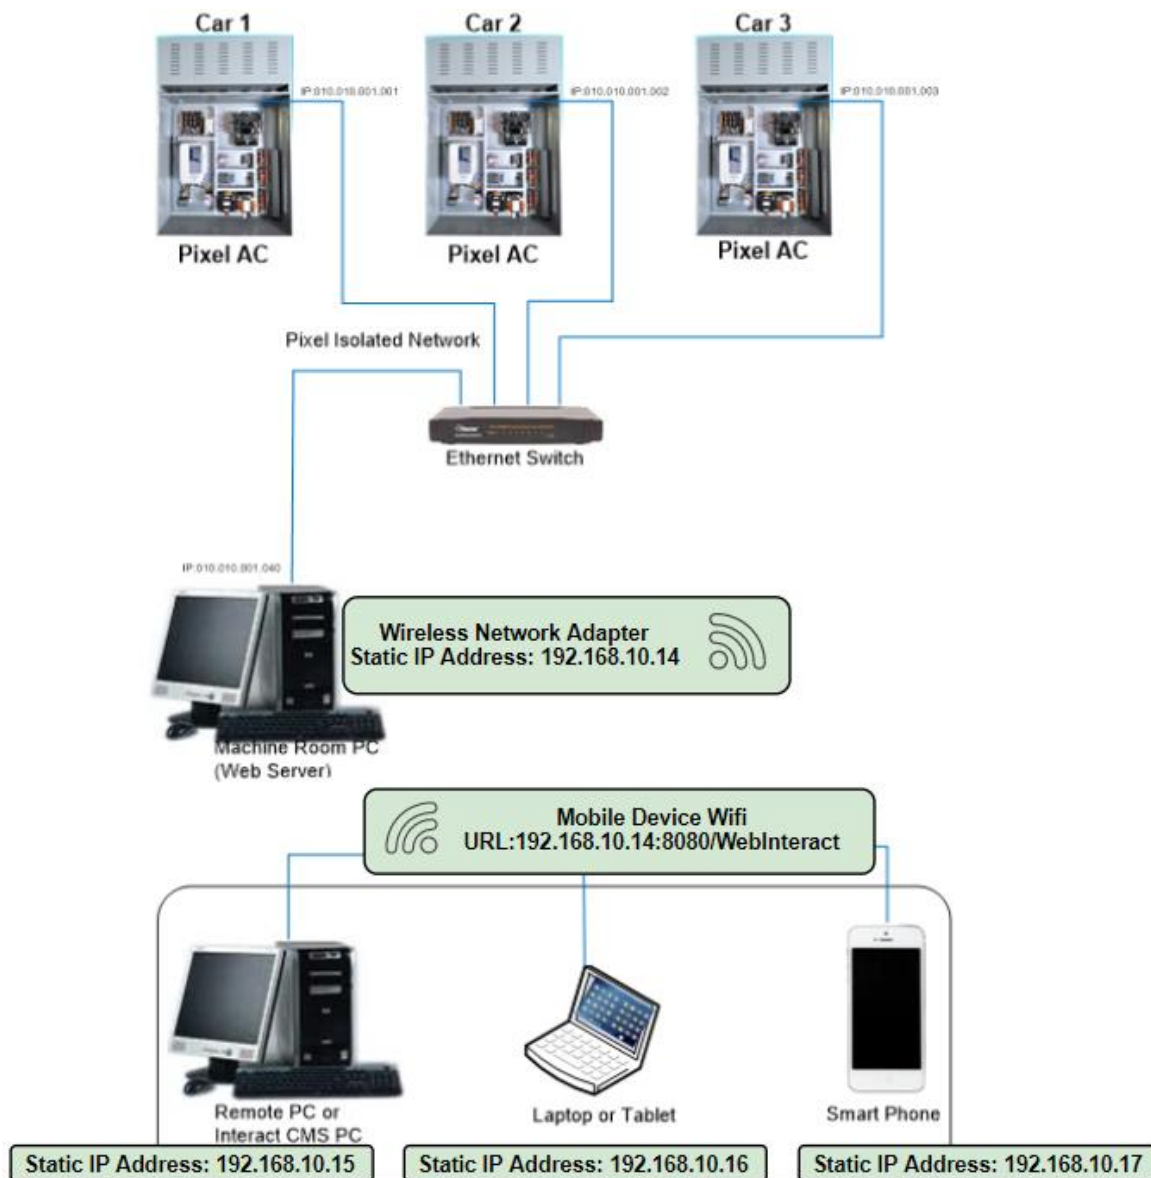 Car 1
Car 2
Car 3
IP:010.010.001.001
IP:010.010.001.002
IP:010.010.001.003
Pixel AC
Pixel AC
Pixel AC
Pixel Isolated Network
Ethernet Switch
IP:010.010.001.040
Wireless Network Adapter
Static IP Address: 192.168.10.14
Machine Room PC
(Web Server)
Mobile Device Wifi
URL:192.168.10.14:8080/WebInteract
Remote PC or
Interact CMS PC
Laptop or Tablet
Smart Phone
Static IP Address: 192.168.10.15
Static IP Address: 192.168.10.16
Static IP Address: 192.168.10.17